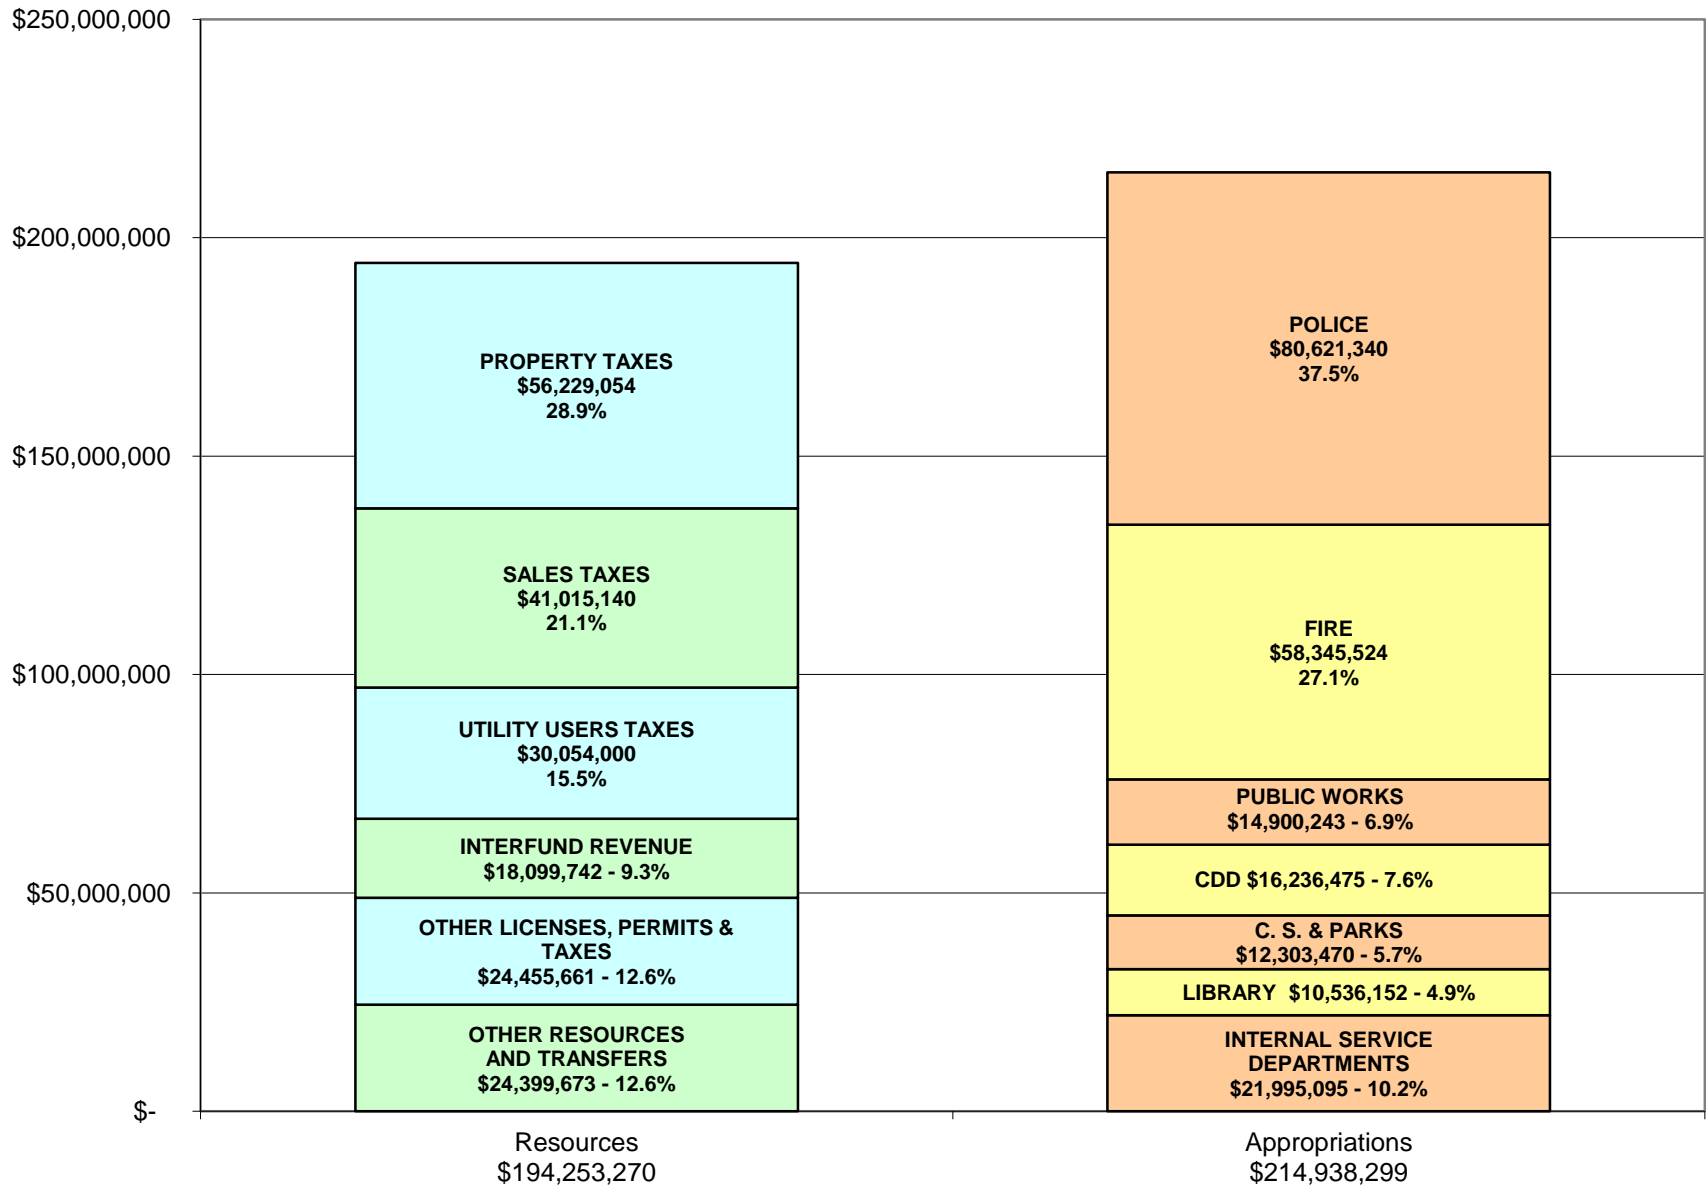 $250,000,000
$200,000,000
$150,000,000
$100,000,000
$50,000,000
$-
PROPERTY TAXES
$56,229,054
28.9%
SALES TAXES
$41,015,140
21.1%
UTILITY USERS TAXES
$30,054,000
15.5%
INTERFUND REVENUE
$18,099,742 - 9.3%
OTHER LICENSES, PERMITS &
TAXES
$24,455,661 - 12.6%
OTHER RESOURCES
AND TRANSFERS
$24,399,673 - 12.6%
POLICE
$80,621,340
37.5%
FIRE
$58,345,524
27.1%
PUBLIC WORKS
$14,900,243 - 6.9%
CDD $16,236,475 - 7.6%
C. S. & PARKS
$12,303,470 - 5.7%
LIBRARY $10,536,152 - 4.9%
INTERNAL SERVICE
DEPARTMENTS
$21,995,095 - 10.2%
Resources
$194,253,270
Appropriations
$214,938,299